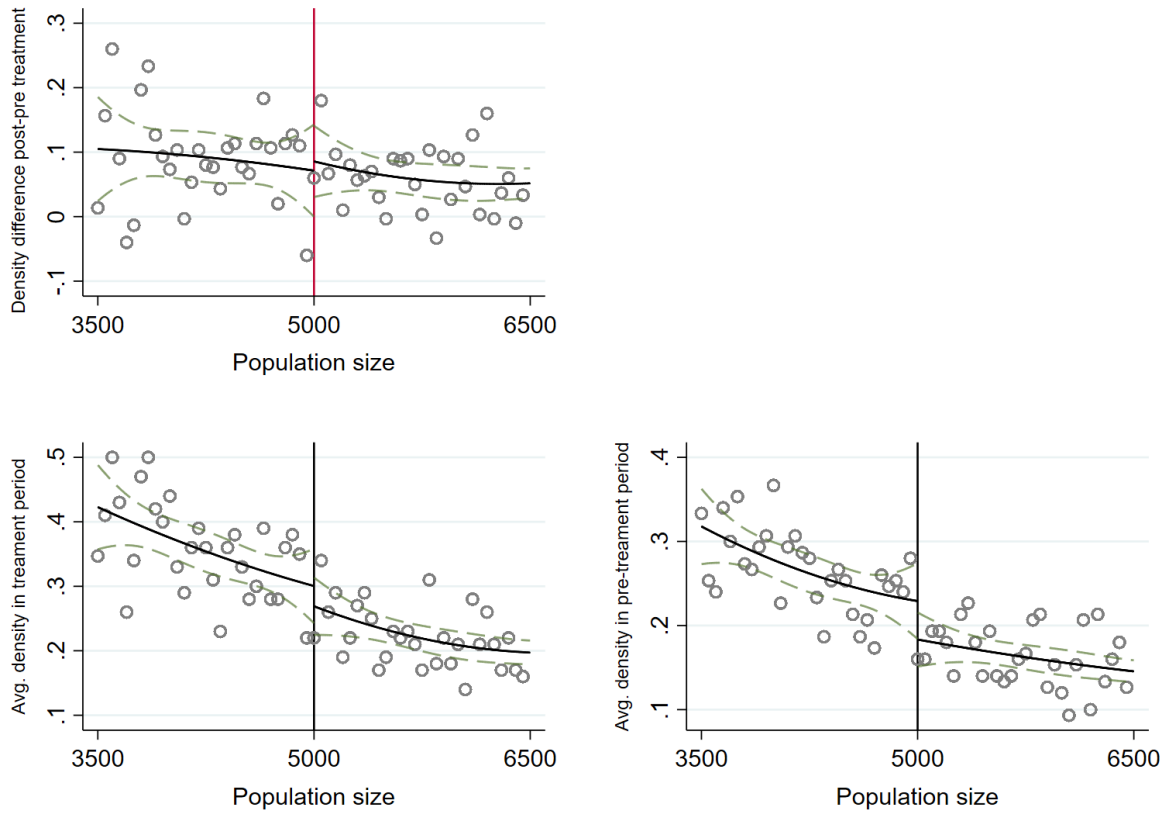 Density difference post-pre treatment
.3
.2
.1
0
-.1
3500 5000 6500
Population size
Avg. density in treatment period
.5
.4
.3
.2
.1
3500 5000 6500
Population size
Avg. density in pre-treament period
.4
.3
.2
.1
3500 5000 6500
Population size